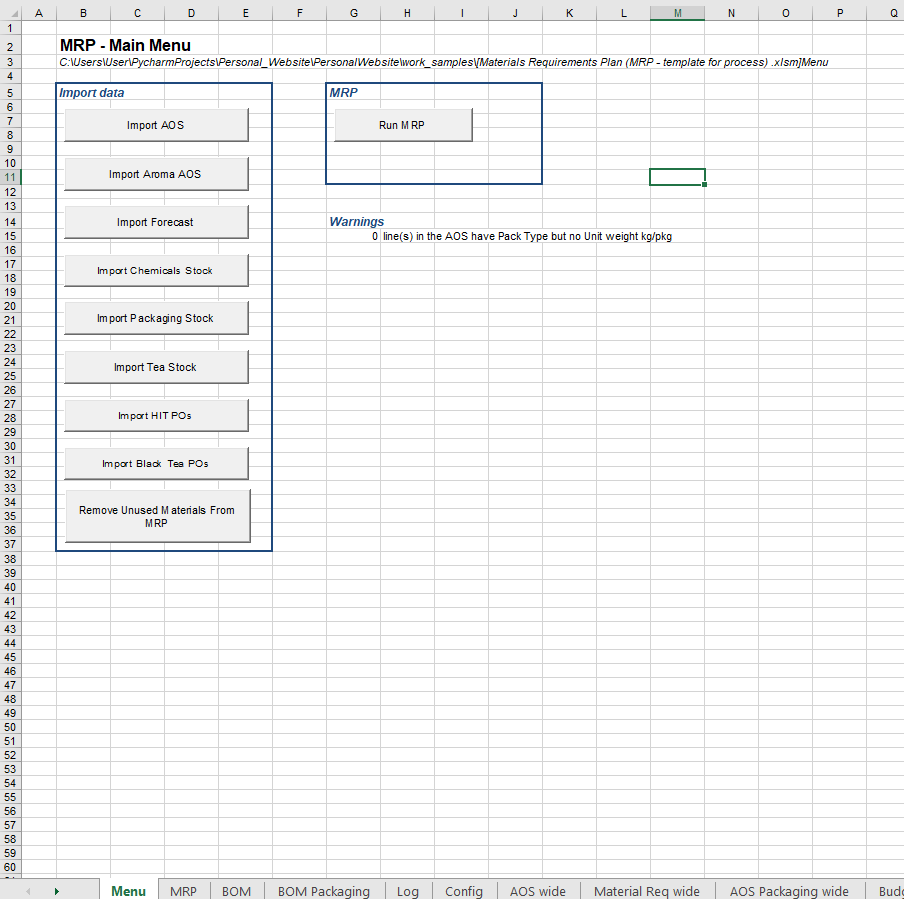 A B C D E F G H I J K L M N O P Q
1
2 MRP - Main Menu
3 C:\Users\User\PycharmProjects\Personal_Website\PersonalWebsite\work_samples\[Materials Requirements Plan (MRP - template for process) .xlsm]Menu
4
5 Import data MRP
6
7 Import AOS Run MRP
8
9
10 Import Aroma AOS
11
12
13
14 Import Forecast Warnings
15 0 line(s) in the AOS have Pack Type but no Unit weight kg/pkg
16
17 Import Chemicals Stock
18
19
20
21 Import Packaging Stock
22
23
24 Import Tea Stock
25
26
27
28 Import HIT POs
29
30
31 Import Black Tea POs
32
33
34 Remove Unused Materials From
35 MRP
36
37
38
39
40
41
42
43
44
45
46
47
48
49
50
51
52
53
54
55
56
57
58
59
60
Menu MRP BOM BOM Packaging Log Config AOS wide Material Req wide AOS Packaging wide